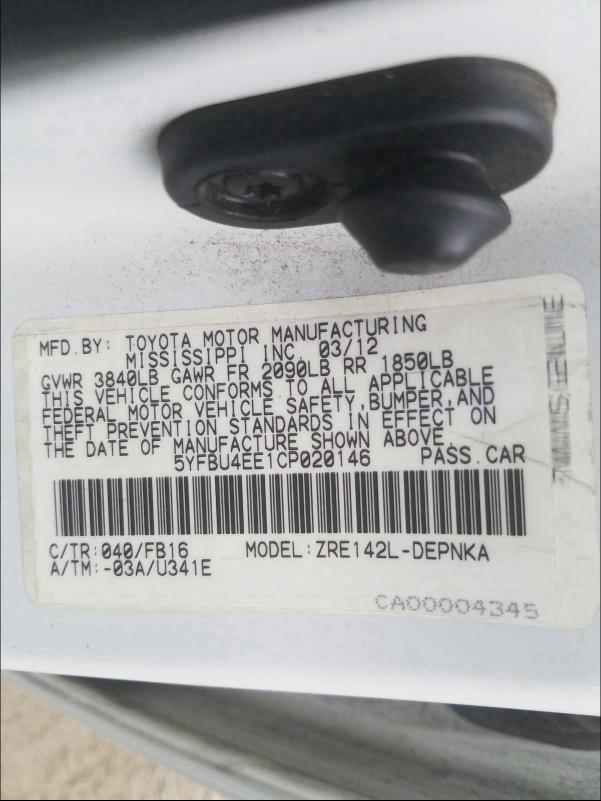 MFD.BY: TOYOTA MOTOR MANUFACTURING
MISSISSIPPI INC. 03/12
GVWR 3840LB GAWR FR 2090LB RR 1850LB
THIS VEHICLE CONFORMS TO ALL APPLICABLE
FEDERAL MOTOR VEHICLE SAFETY,BUMPER,AND
THEFT PREVENTION STANDARDS IN EFFECT ON
THE DATE OF MANUFACTURE SHOWN ABOVE.
5YFBU4EE1CP020146 PASS.CAR
C/TR:040/FB16 MODEL:ZRE142L-DEPNKA
A/TM:-03A/U341E
CA00004345